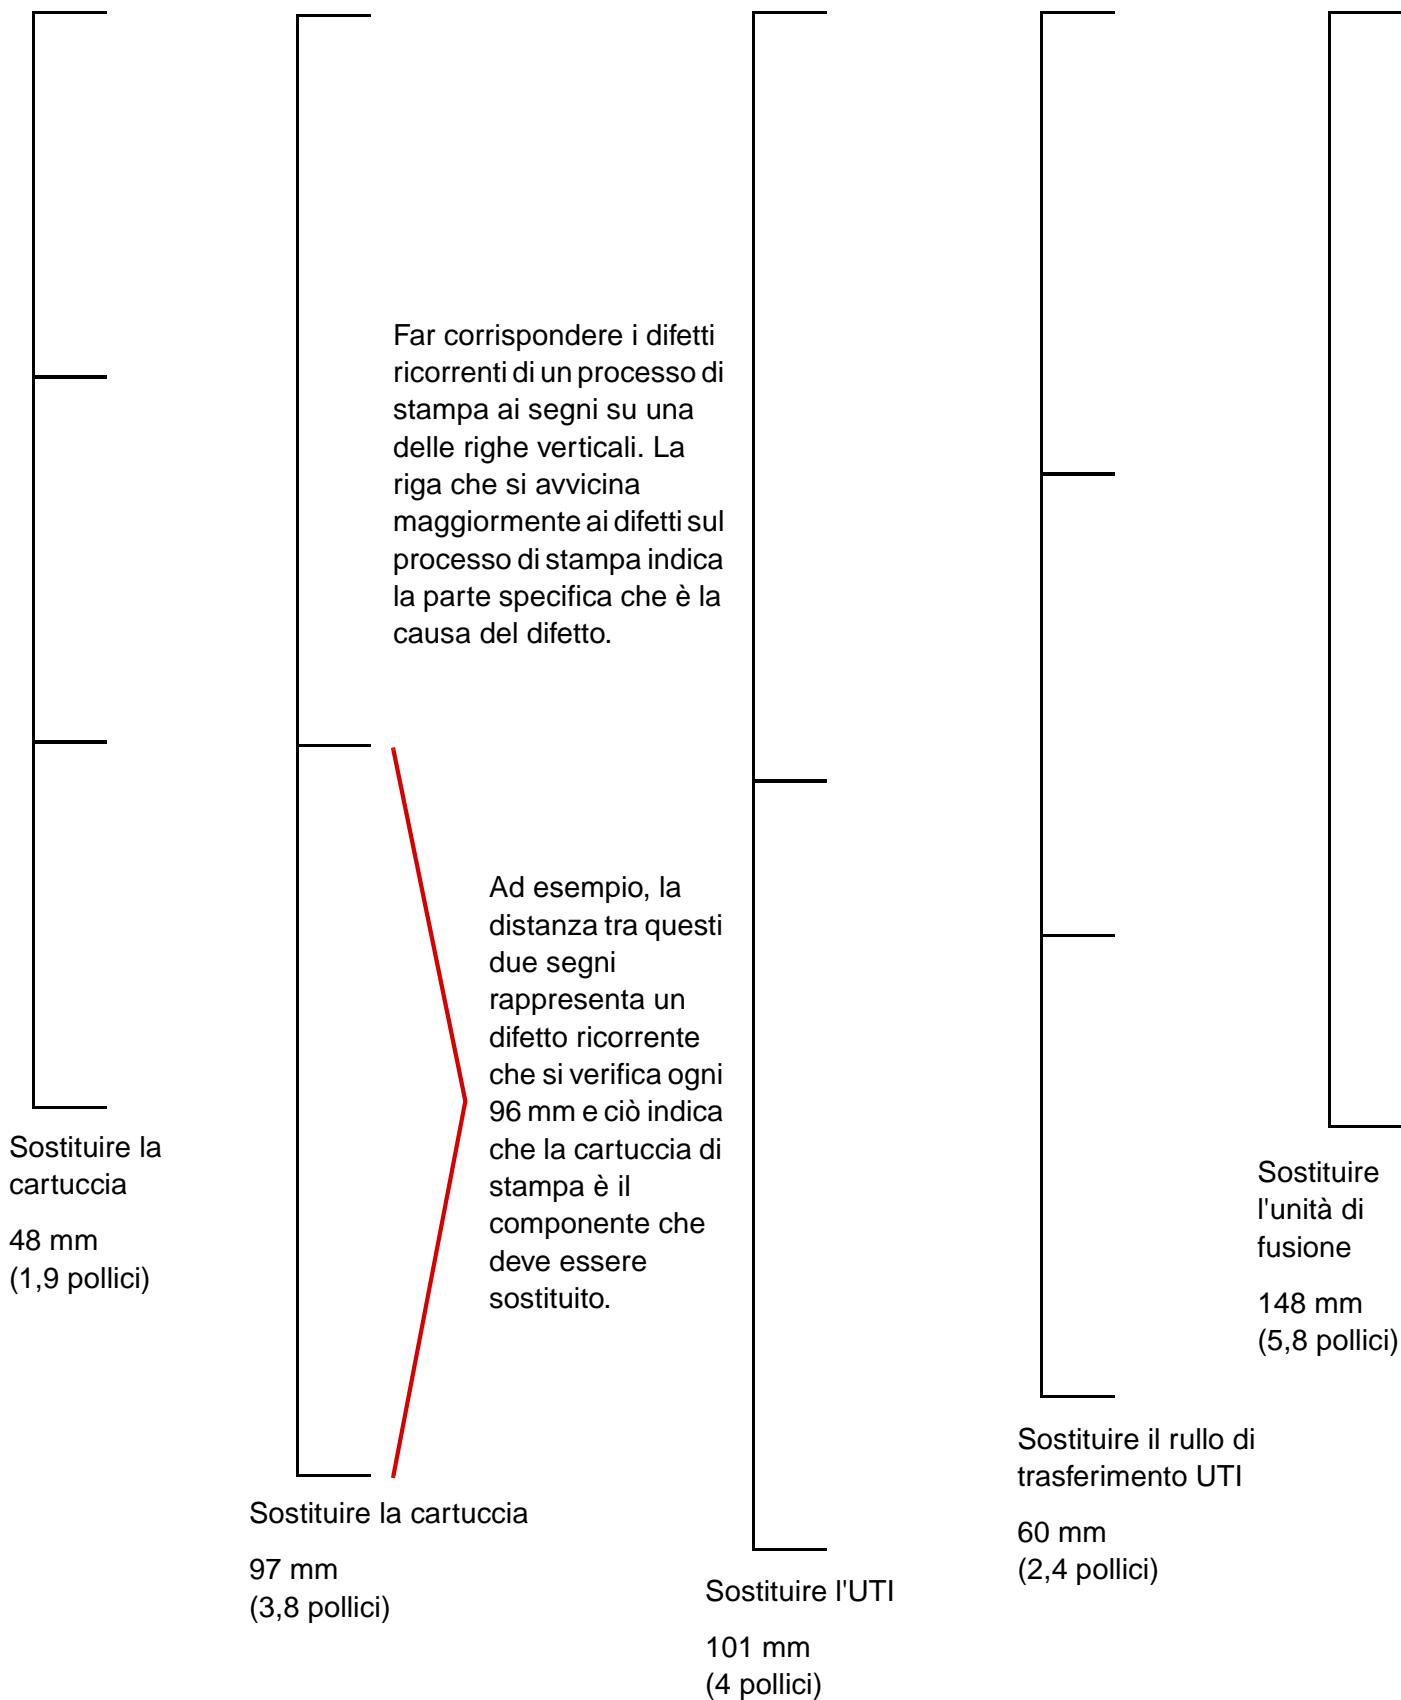 Far corrispondere i difetti
ricorrenti di un processo di
stampa ai segni su una
delle righe verticali. La
riga che si avvicina
maggiormente ai difetti sul
processo di stampa indica
la parte specifica che è la
causa del difetto.
Ad esempio, la
distanza tra questi
due segni
rappresenta un
difetto ricorrente
che si verifica ogni
96 mm e ciò indica
che la cartuccia di
stampa è il
componente che
deve essere
sostituito.
Sostituire la
cartuccia
48 mm
(1,9 pollici)
Sostituire la cartuccia
97 mm
(3,8 pollici)
Sostituire l'UTI
101 mm
(4 pollici)
Sostituire il rullo di
trasferimento UTI
60 mm
(2,4 pollici)
Sostituire
l'unità di
fusione
148 mm
(5,8 pollici)